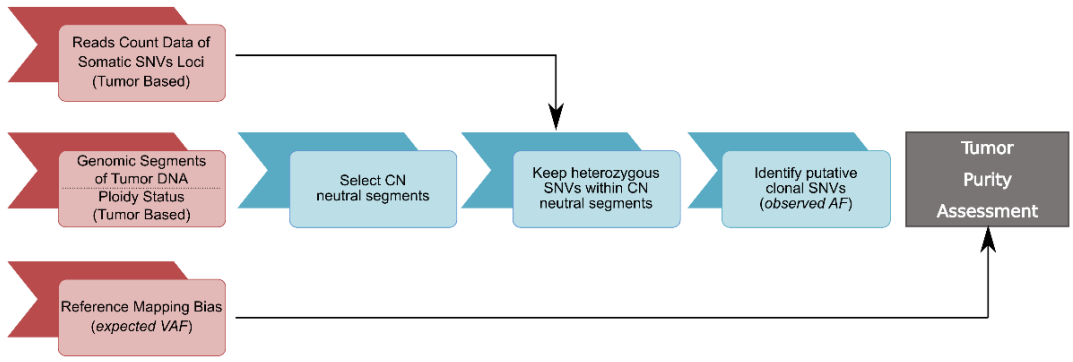 Reads Count Data of
Somatic SNVs Loci
(Tumor Based)
Genomic Segments
of Tumor DNA
Ploidy Status
(Tumor Based)
Select CN
neutral segments
Keep heterozygous
SNVs within CN
neutral segments
Identify putative
clonal SNVs
(observed AF)
Tumor
Purity
Assessment
Reference Mapping Bias
(expected VAF)